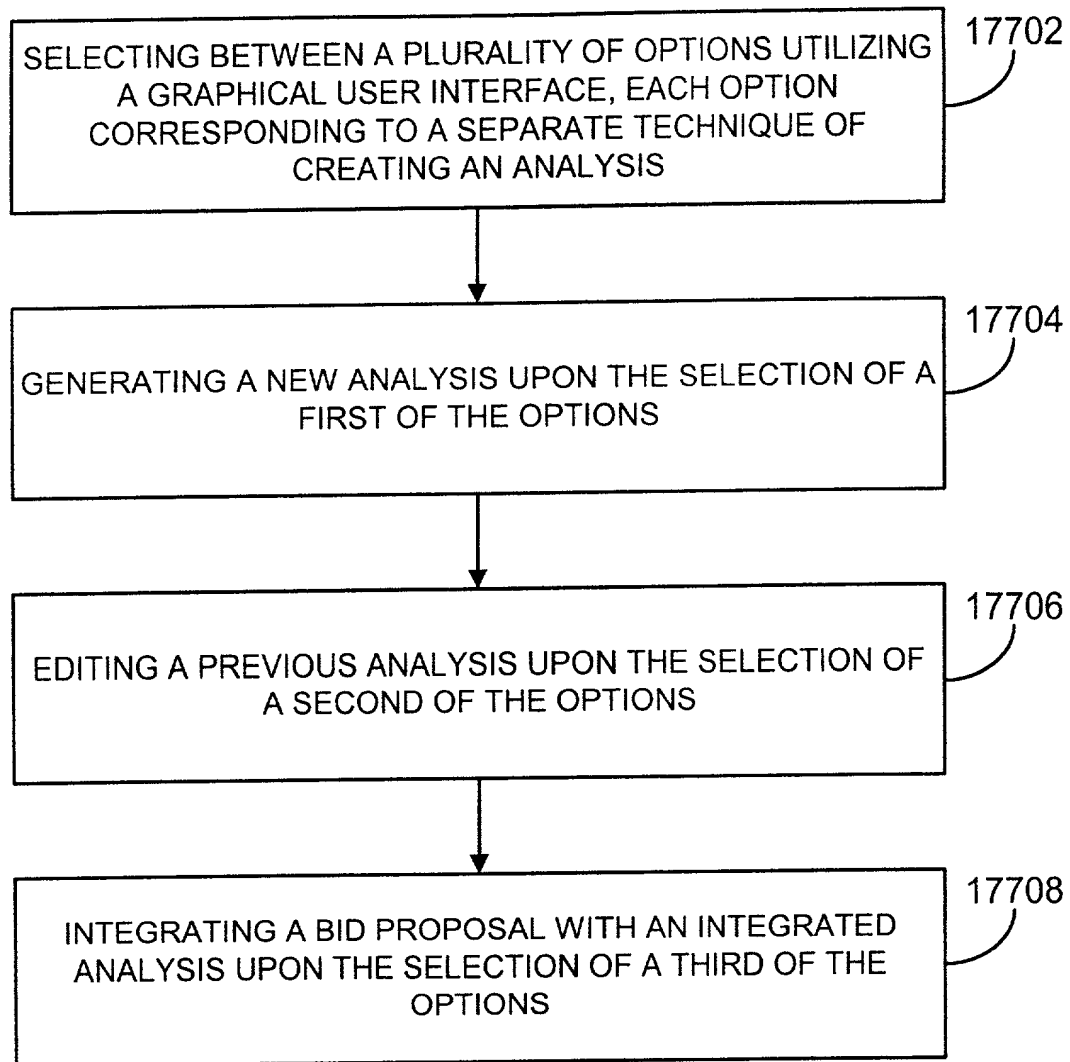 17702
SELECTING BETWEEN A PLURALITY OF OPTIONS UTILIZING
A GRAPHICAL USER INTERFACE, EACH OPTION
CORRESPONDING TO A SEPARATE TECHNIQUE OF
CREATING AN ANALYSIS
17704
GENERATING A NEW ANALYSIS UPON THE SELECTION OF A
FIRST OF THE OPTIONS
17706
EDITING A PREVIOUS ANALYSIS UPON THE SELECTION OF
A SECOND OF THE OPTIONS
17708
INTEGRATING A BID PROPOSAL WITH AN INTEGRATED
ANALYSIS UPON THE SELECTION OF A THIRD OF THE
OPTIONS